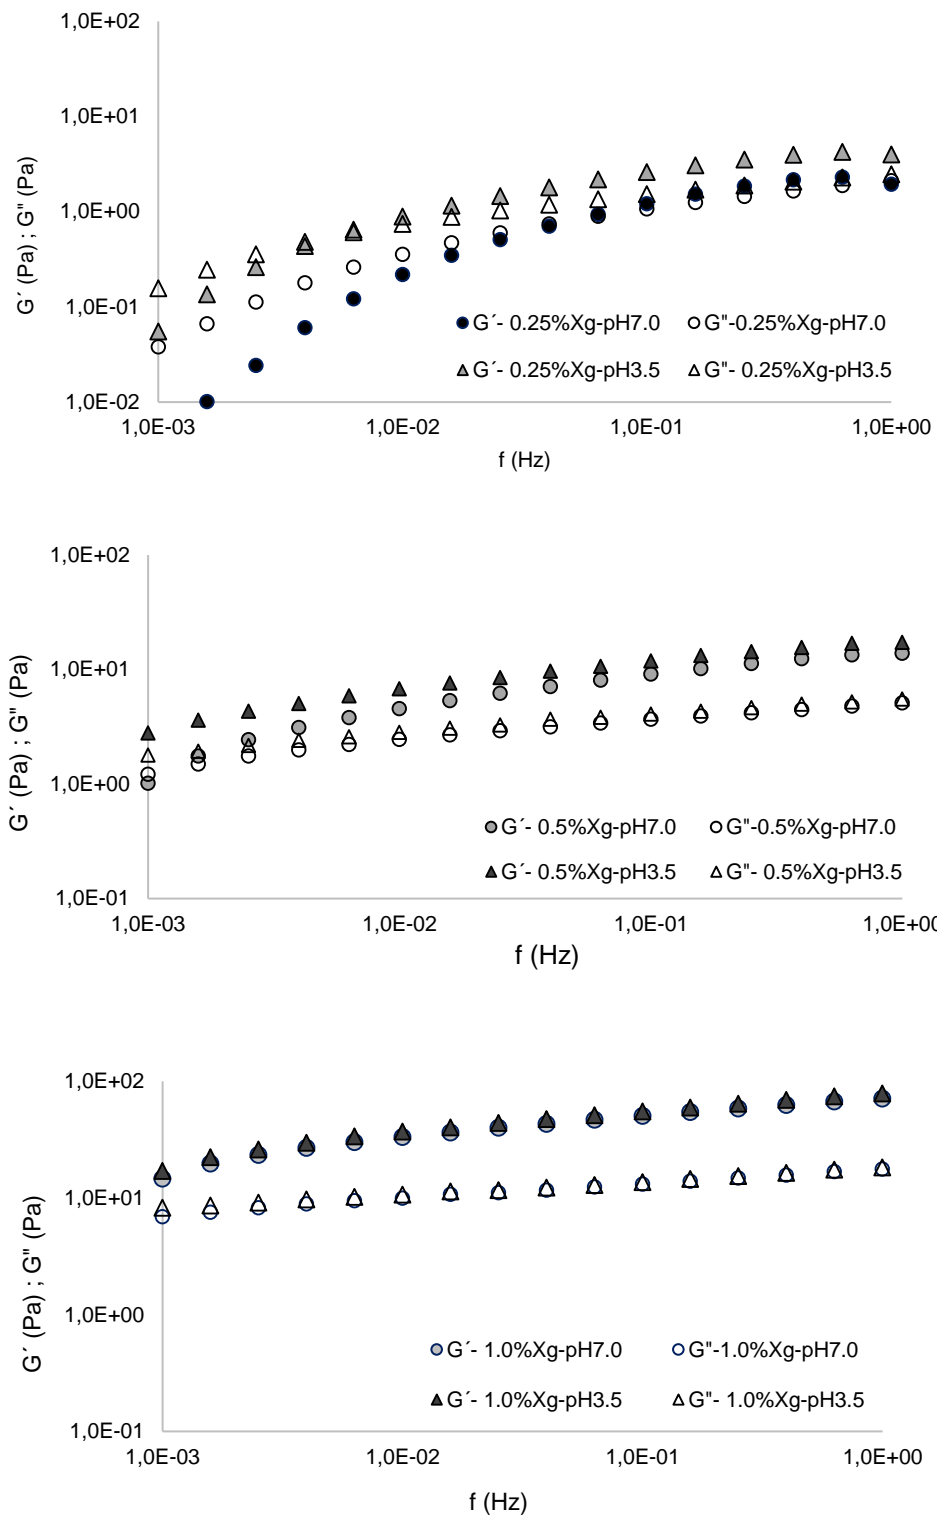 1,0E+02
1,0E+01
1,0E+00
1,0E-01
1,0E-02
G´ (Pa) ; G" (Pa)
G´- 0.25%Xg-pH7.0 G"-0.25%Xg-pH7.0
G´- 0.25%Xg-pH3.5 G"- 0.25%Xg-pH3.5
1,0E-03 1,0E-02 1,0E-01 1,0E+00
f (Hz)
1,0E+02
1,0E+01
1,0E+00
1,0E-01
G´ (Pa) ; G" (Pa)
G´- 0.5%Xg-pH7.0 G"-0.5%Xg-pH7.0
G´- 0.5%Xg-pH3.5 G"- 0.5%Xg-pH3.5
1,0E-03 1,0E-02 1,0E-01 1,0E+00
f (Hz)
1,0E+02
1,0E+01
1,0E+00
1,0E-01
G´ (Pa) ; G" (Pa)
G´- 1.0%Xg-pH7.0 G"-1.0%Xg-pH7.0
G´- 1.0%Xg-pH3.5 G"- 1.0%Xg-pH3.5
1,0E-03 1,0E-02 1,0E-01 1,0E+00
f (Hz)